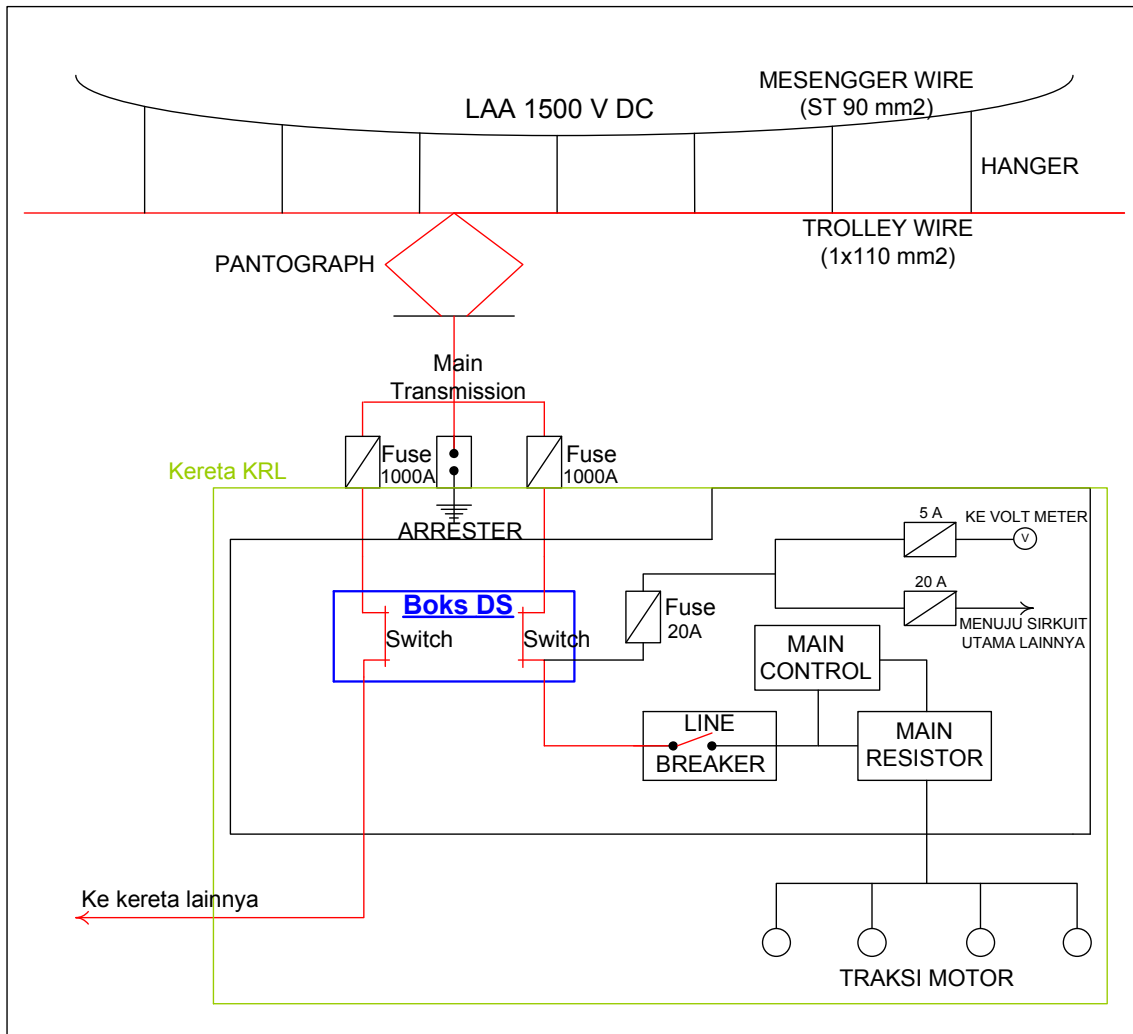 MESENGGER WIRE
(ST 90 mm2)
LAA 1500 V DC
HANGER
TROLLEY WIRE
(1x110 mm2)
PANTOGRAPH
Main
Transmission
Fuse
1000A
Fuse
1000A
Kereta KRL
ARRESTER
5 A
KE VOLT METER
V
20 A
MENUJU SIRKUIT
UTAMA LAINNYA
Boks DS
Switch
Switch
Fuse
20A
MAIN
CONTROL
LINE
BREAKER
MAIN
RESISTOR
Ke kereta lainnya
TRAKSI MOTOR